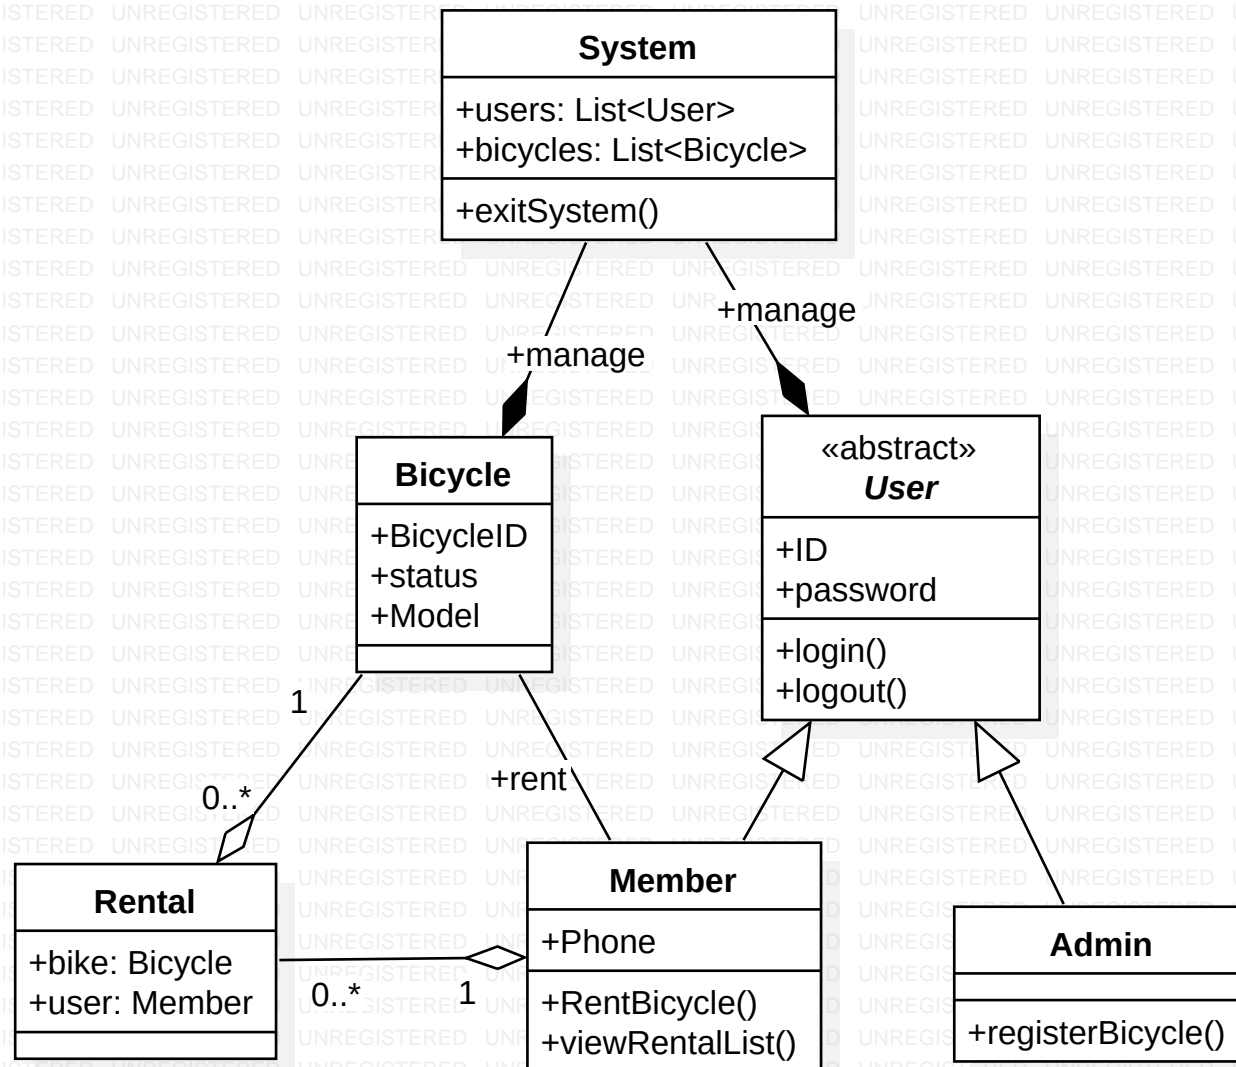 System
+users: List<User>
+bicycles: List<Bicycle>
+exitSystem()
+manage
+manage
Bicycle
+BicycleID
+status
+Model
«abstract»
User
+ID
+password
+login()
+logout()
1
0..*
+rent
Rental
+bike: Bicycle
+user: Member
0..*
1
Member
+Phone
+RentBicycle()
+viewRentalList()
Admin
+registerBicycle()
UNREGISTERED